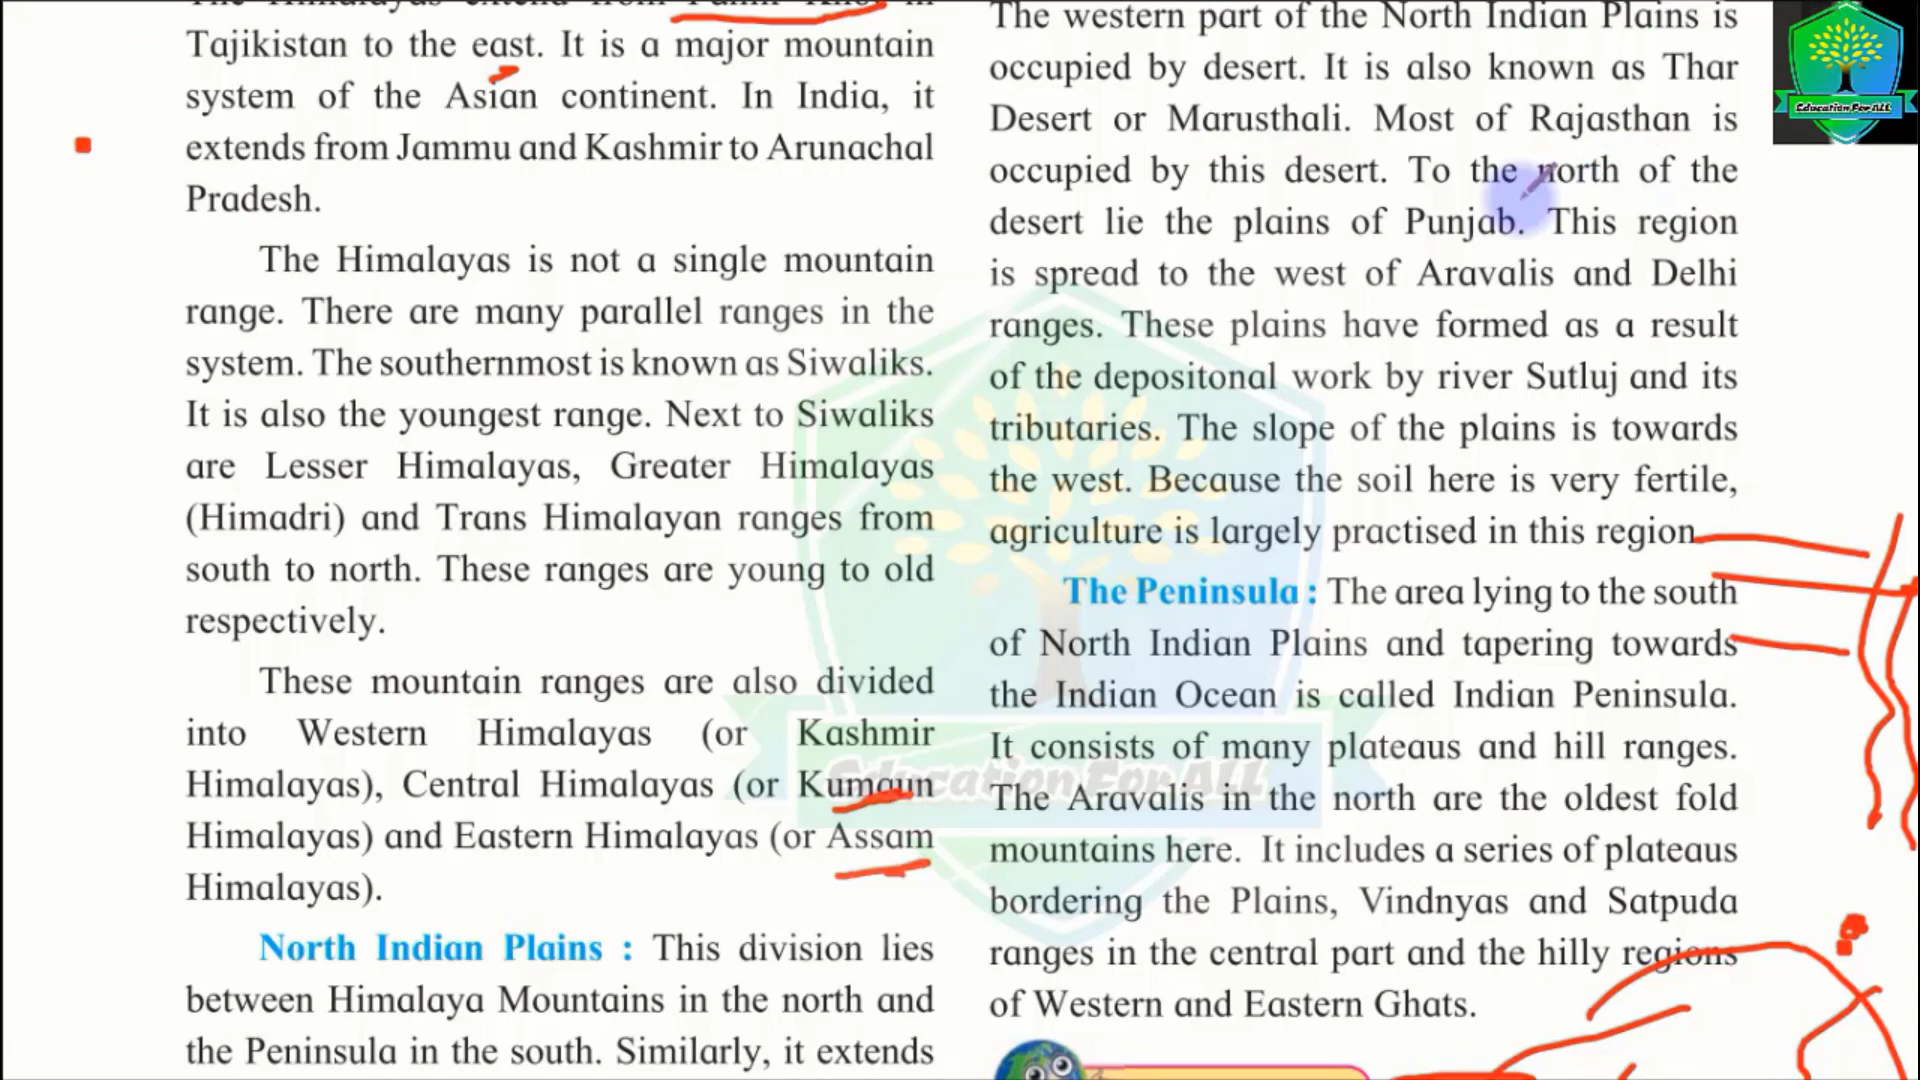 The Himalayas extend from Pamir Knot in
Tajikistan to the east. It is a major mountain
system of the Asian continent. In India, it
extends from Jammu and Kashmir to Arunachal
Pradesh.
The Himalayas is not a single mountain
range. There are many parallel ranges in the
system. The southernmost is known as Siwaliks.
It is also the youngest range. Next to Siwaliks
are Lesser Himalayas, Greater Himalayas
(Himadri) and Trans Himalayan ranges from
south to north. These ranges are young to old
respectively.
These mountain ranges are also divided
into Western Himalayas (or Kashmir
Himalayas), Central Himalayas (or Kumaun
Himalayas) and Eastern Himalayas (or Assam
Himalayas).
North Indian Plains : This division lies
between Himalaya Mountains in the north and
the Peninsula in the south. Similarly, it extends
The western part of the North Indian Plains is
occupied by desert. It is also known as Thar
Desert or Marusthali. Most of Rajasthan is
occupied by this desert. To the north of the
desert lie the plains of Punjab. This region
is spread to the west of Aravalis and Delhi
ranges. These plains have formed as a result
of the depositonal work by river Sutluj and its
tributaries. The slope of the plains is towards
the west. Because the soil here is very fertile,
agriculture is largely practised in this region
The Peninsula : The area lying to the south
of North Indian Plains and tapering towards
the Indian Ocean is called Indian Peninsula.
It consists of many plateaus and hill ranges.
The Aravalis in the north are the oldest fold
mountains here. It includes a series of plateaus
bordering the Plains, Vindnyas and Satpuda
ranges in the central part and the hilly regions
of Western and Eastern Ghats.
Education For ALL
Education For ALL